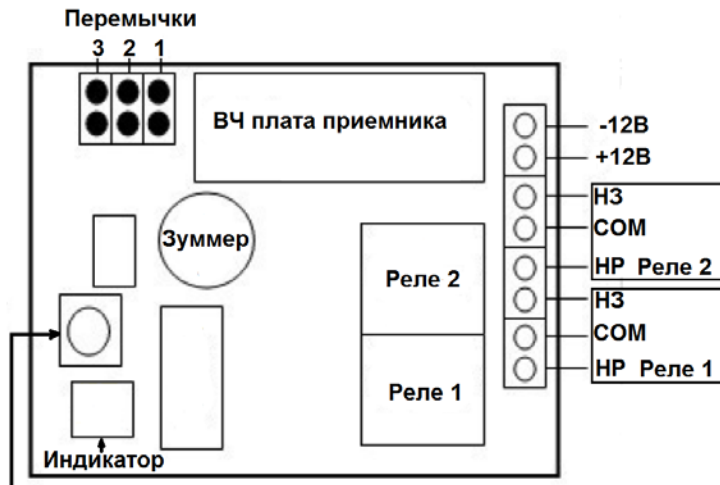 Перемычки
3 2 1
ВЧ плата приемника
-12В
+12В
НЗ
COM
НР Реле 2
НЗ
COM
НР Реле 1
Зуммер
Реле 2
Реле 1
Индикатор